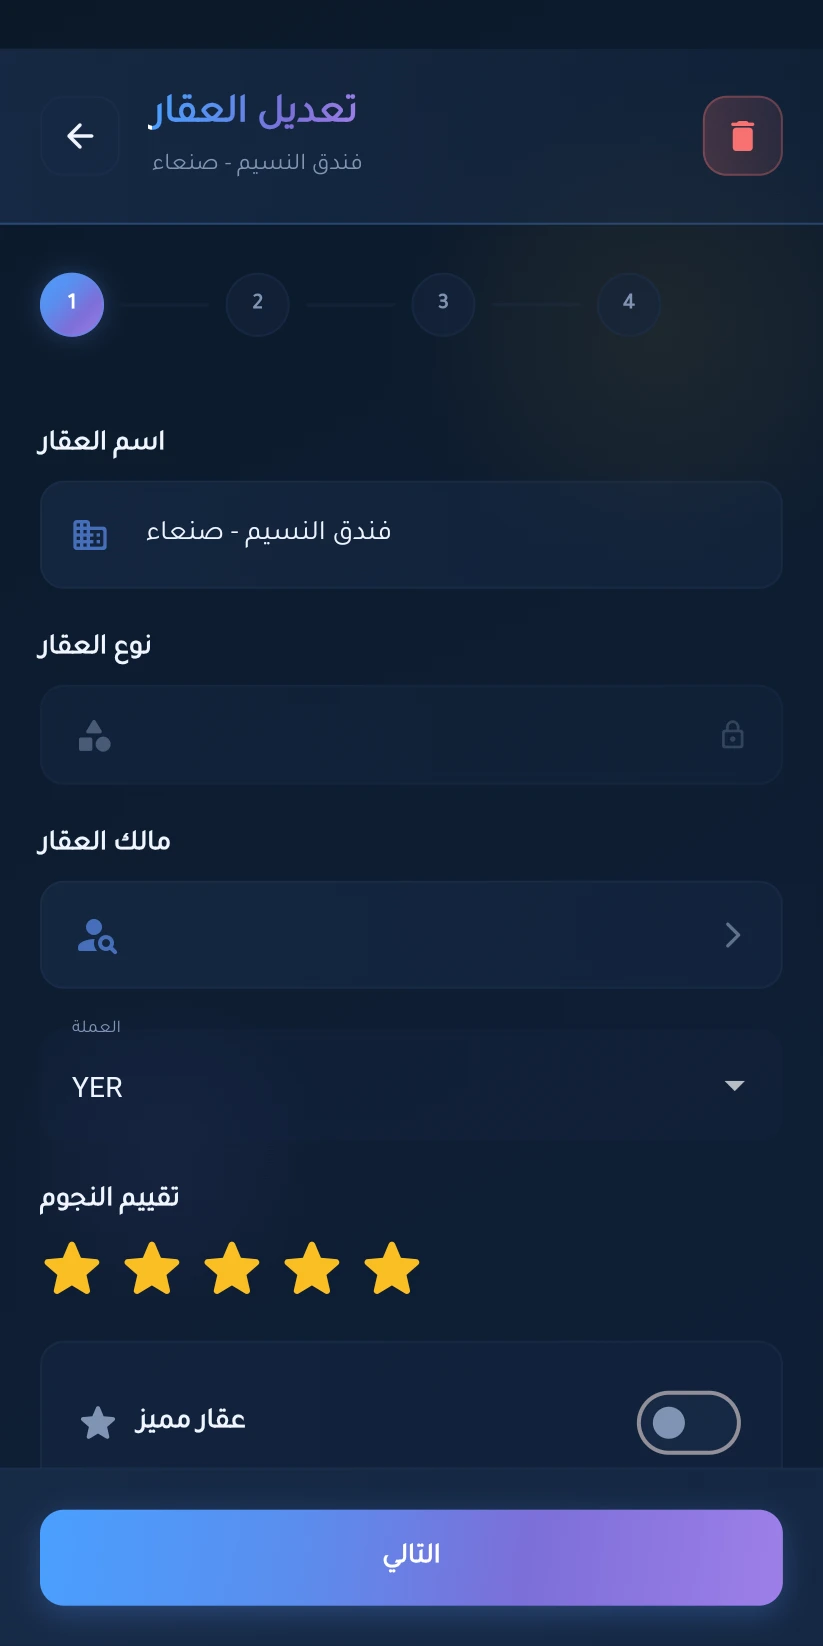 تعديل العقار
فندق النسيم - صنعاء
1 2 3 4
اسم العقار
فندق النسيم - صنعاء
نوع العقار
مالك العقار
العملة
YER
تقييم النجوم
عقار مميز
التالي